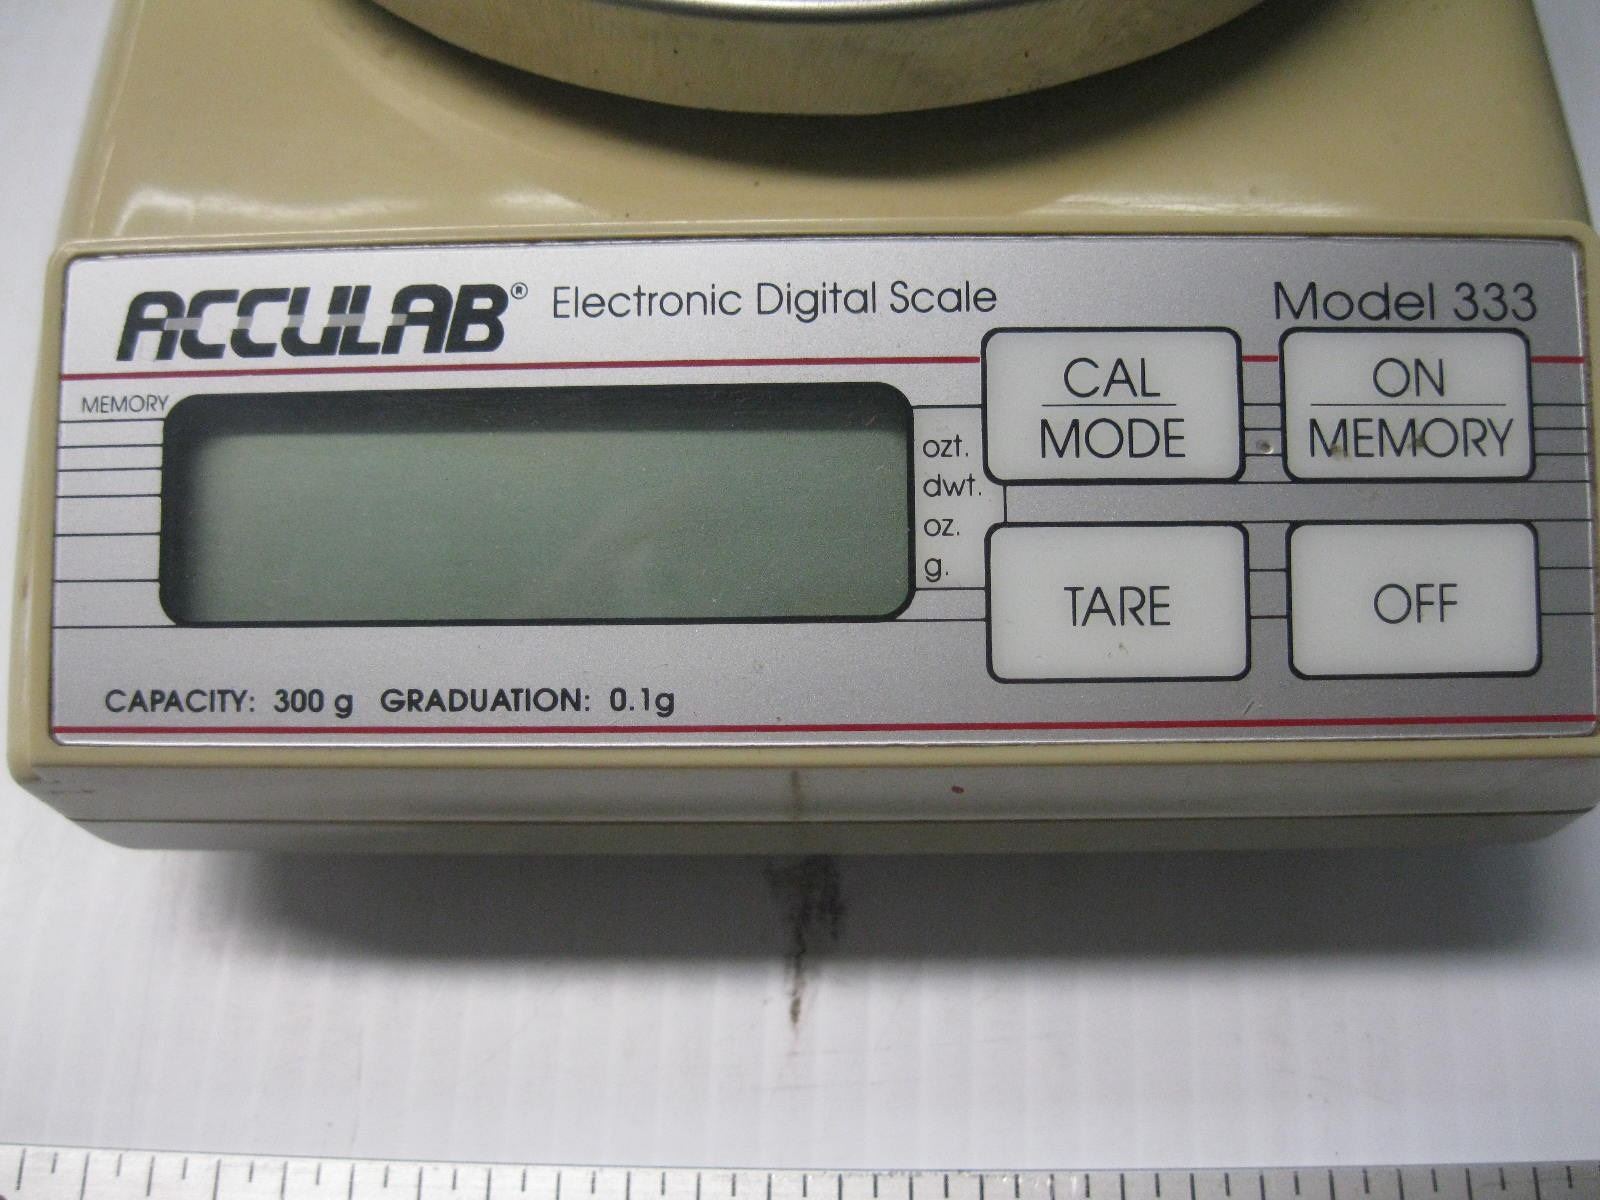 ACCULAB® Electronic Digital Scale Model 333
MEMORY
ozt.
dwt.
oz.
g.
CAL
MODE
ON
MEMORY
TARE
OFF
CAPACITY: 300 g GRADUATION: 0.1g